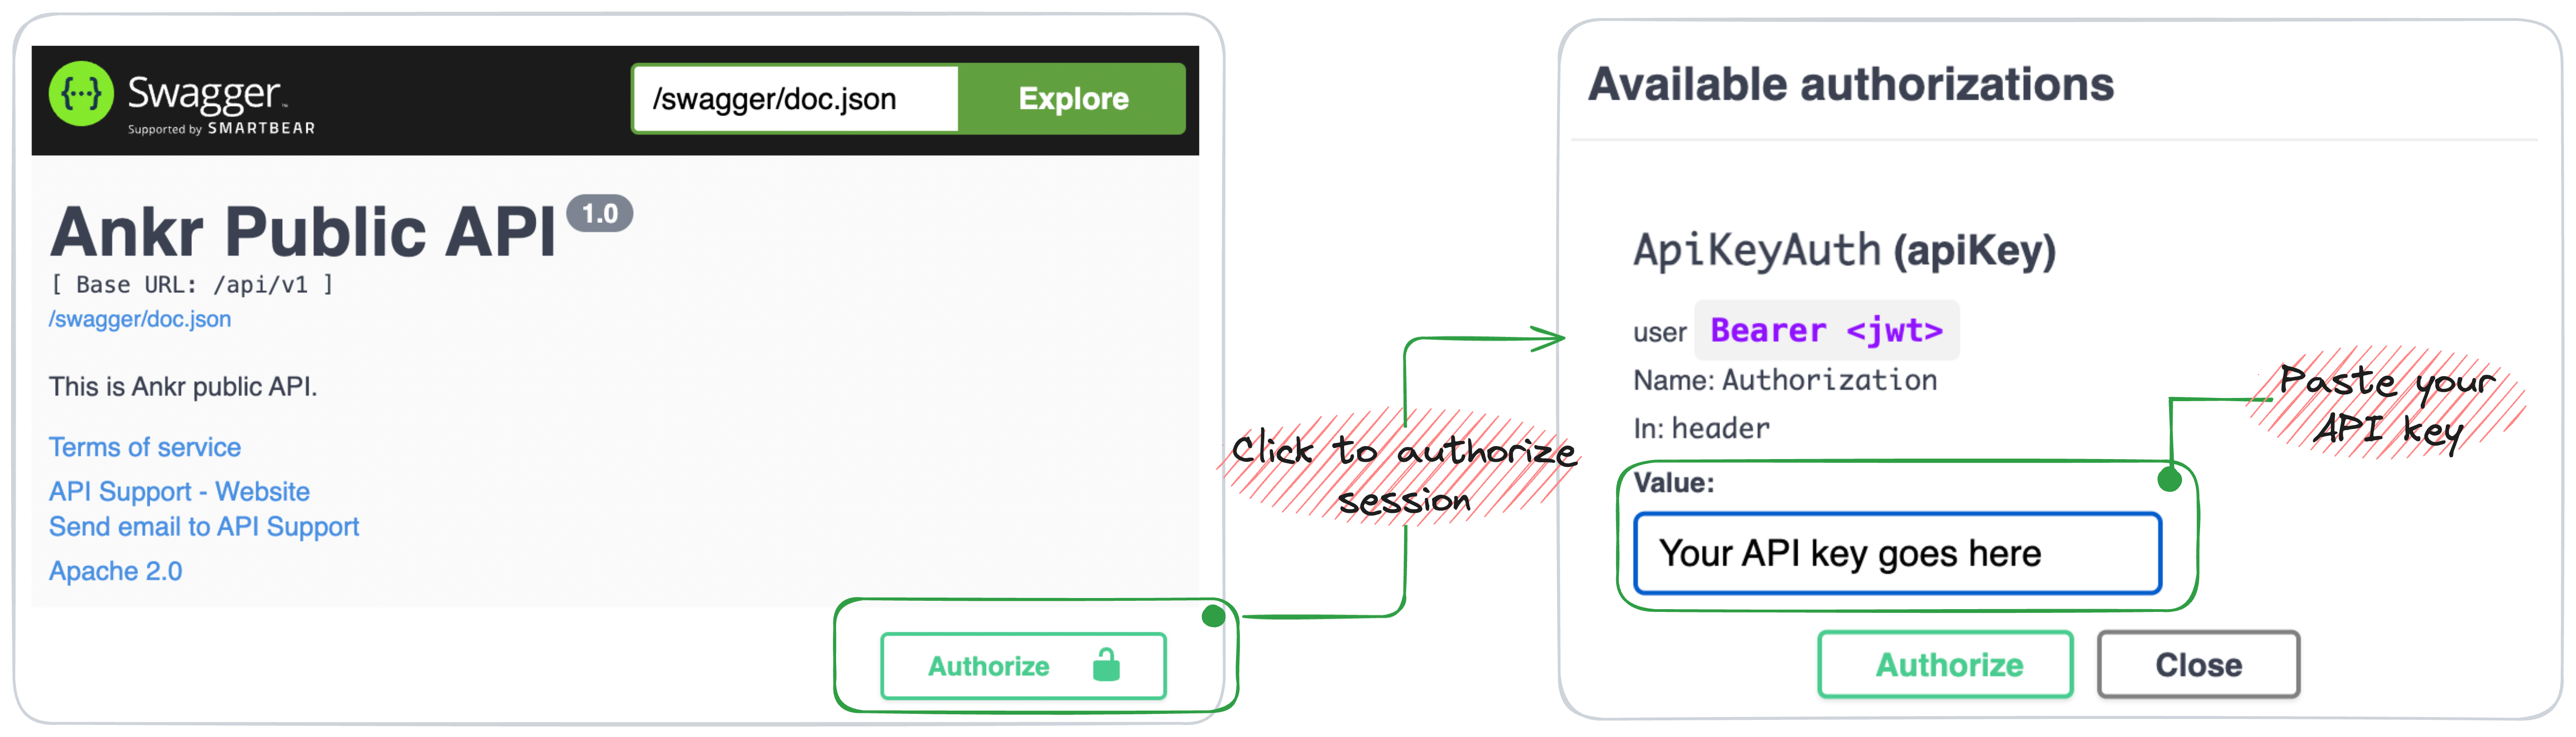 Swagger
Supported by SMARTBEAR
/swagger/doc.json
Explore
Ankr Public API 1.0
[ Base URL: /api/v1 ]
/swagger/doc.json
This is Ankr public API.
Terms of service
API Support - Website
Send email to API Support
Apache 2.0
Authorize
Click to authorize
session
Available authorizations
ApiKeyAuth (apiKey)
user Bearer <jwt>
Name: Authorization
In: header
Value:
Your API key goes here
Authorize
Close
Paste your
API key